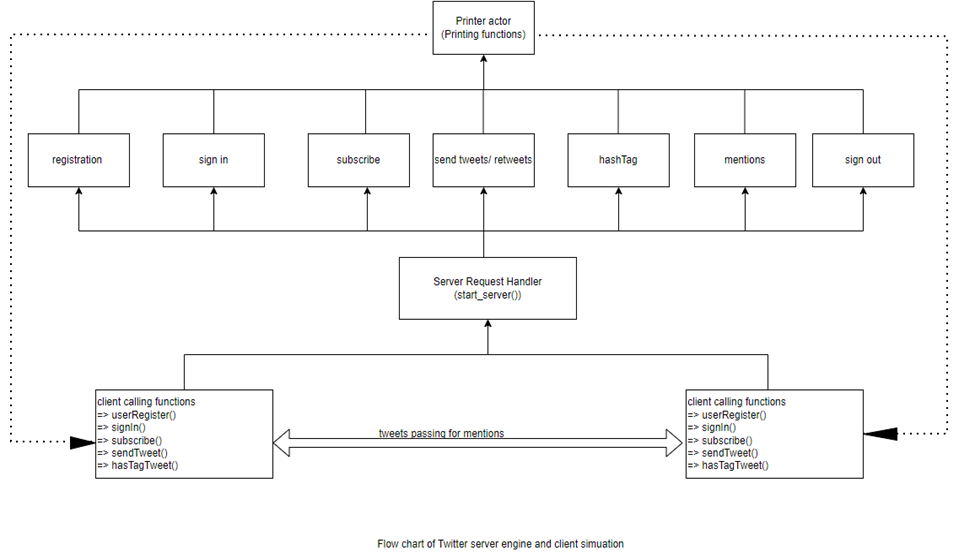 Printer actor
(Printing functions)
registration
sign in
subscribe
send tweets/ retweets
hashTag
mentions
sign out
Server Request Handler
(start_server())
client calling functions
=> userRegister()
=> signIn()
=> subscribe()
=> sendTweet()
=> hasTagTweet()
tweets passing for mentions
client calling functions
=> userRegister()
=> signIn()
=> subscribe()
=> sendTweet()
=> hasTagTweet()
Flow chart of Twitter server engine and client simuation